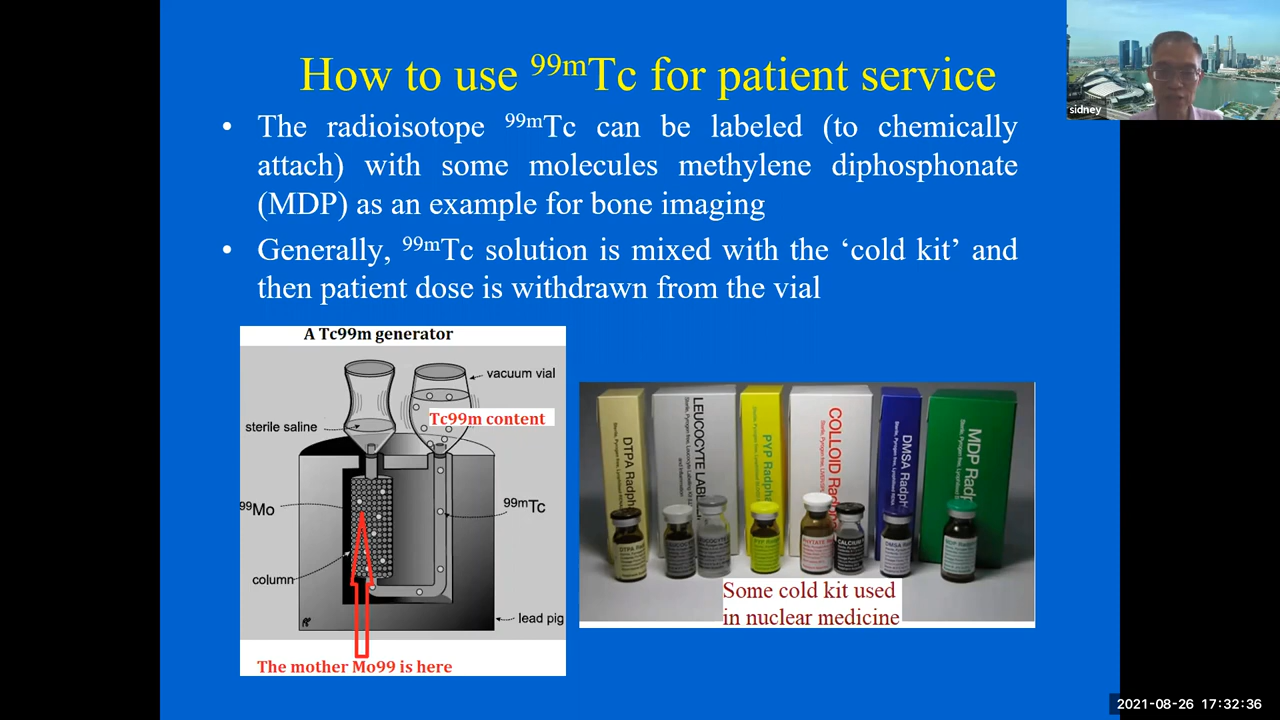 How to use ⁹⁹ᵐTc for patient service
sidney
• The radioisotope ⁹⁹ᵐTc can be labeled (to chemically
attach) with some molecules methylene diphosphonate
(MDP) as an example for bone imaging
• Generally, ⁹⁹ᵐTc solution is mixed with the ‘cold kit’ and
then patient dose is withdrawn from the vial
A Tc99m generator
vacuum vial
Tc99m content
sterile saline
⁹⁹Mo
⁹⁹ᵐTc
column
lead pig
The mother Mo99 is here
DTPA Radph
LEUCOCYTE LABEL
PYP Radpha
COLLOID Radp
DMSA Radph
MDP Radp
Some cold kit used
in nuclear medicine
2021-08-26 17:32:36